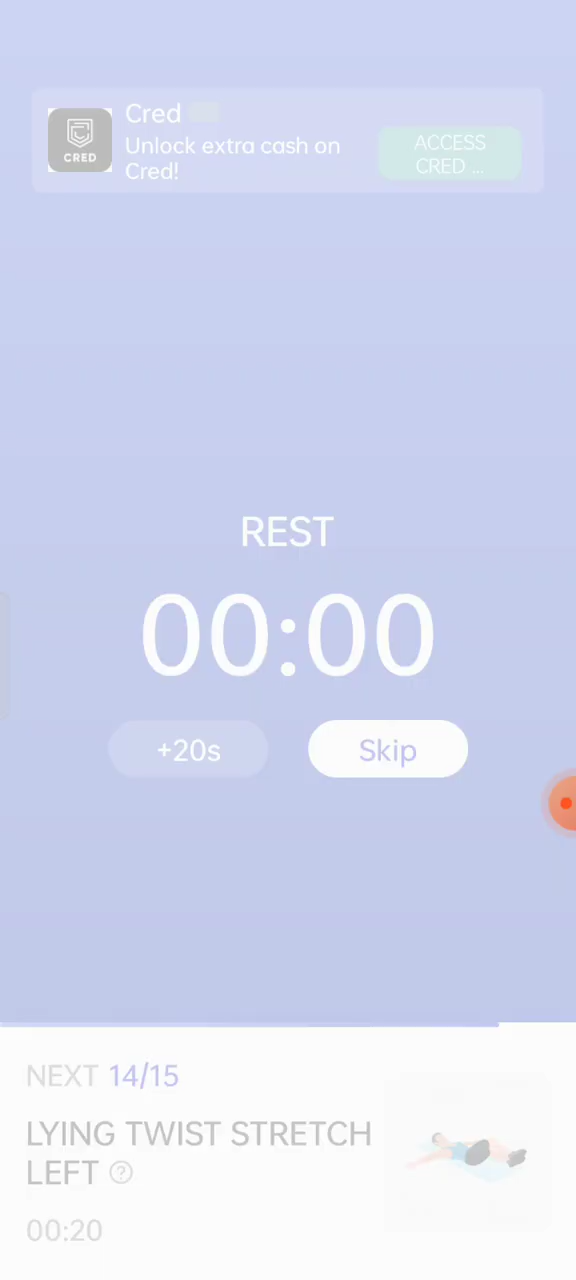 Cred
Unlock extra cash on
Cred!
CRED
ACCESS
CRED ...
REST
00:00
+20s
Skip
NEXT 14/15
LYING TWIST STRETCH
LEFT ?
00:20